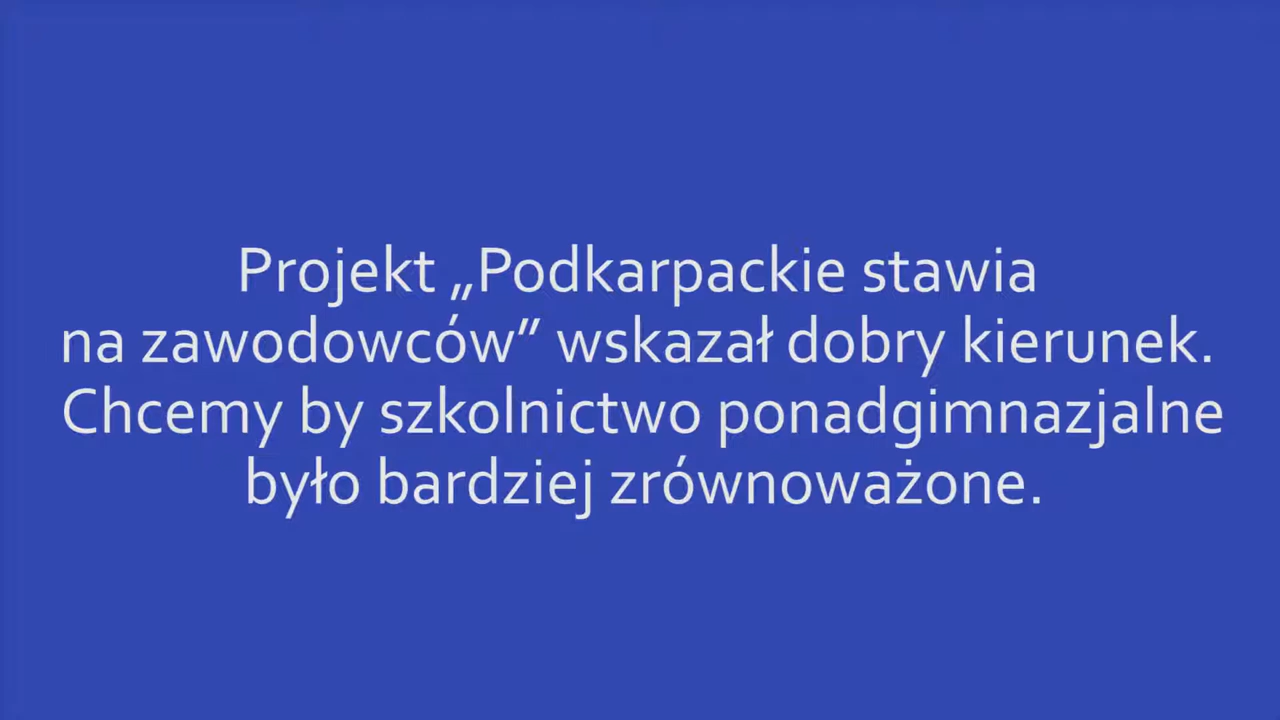 Projekt „Podkarpackie stawia
na zawodowców” wskazał dobry kierunek.
Chcemy by szkolnictwo ponadgimnazjalne
było bardziej zrównoważone.